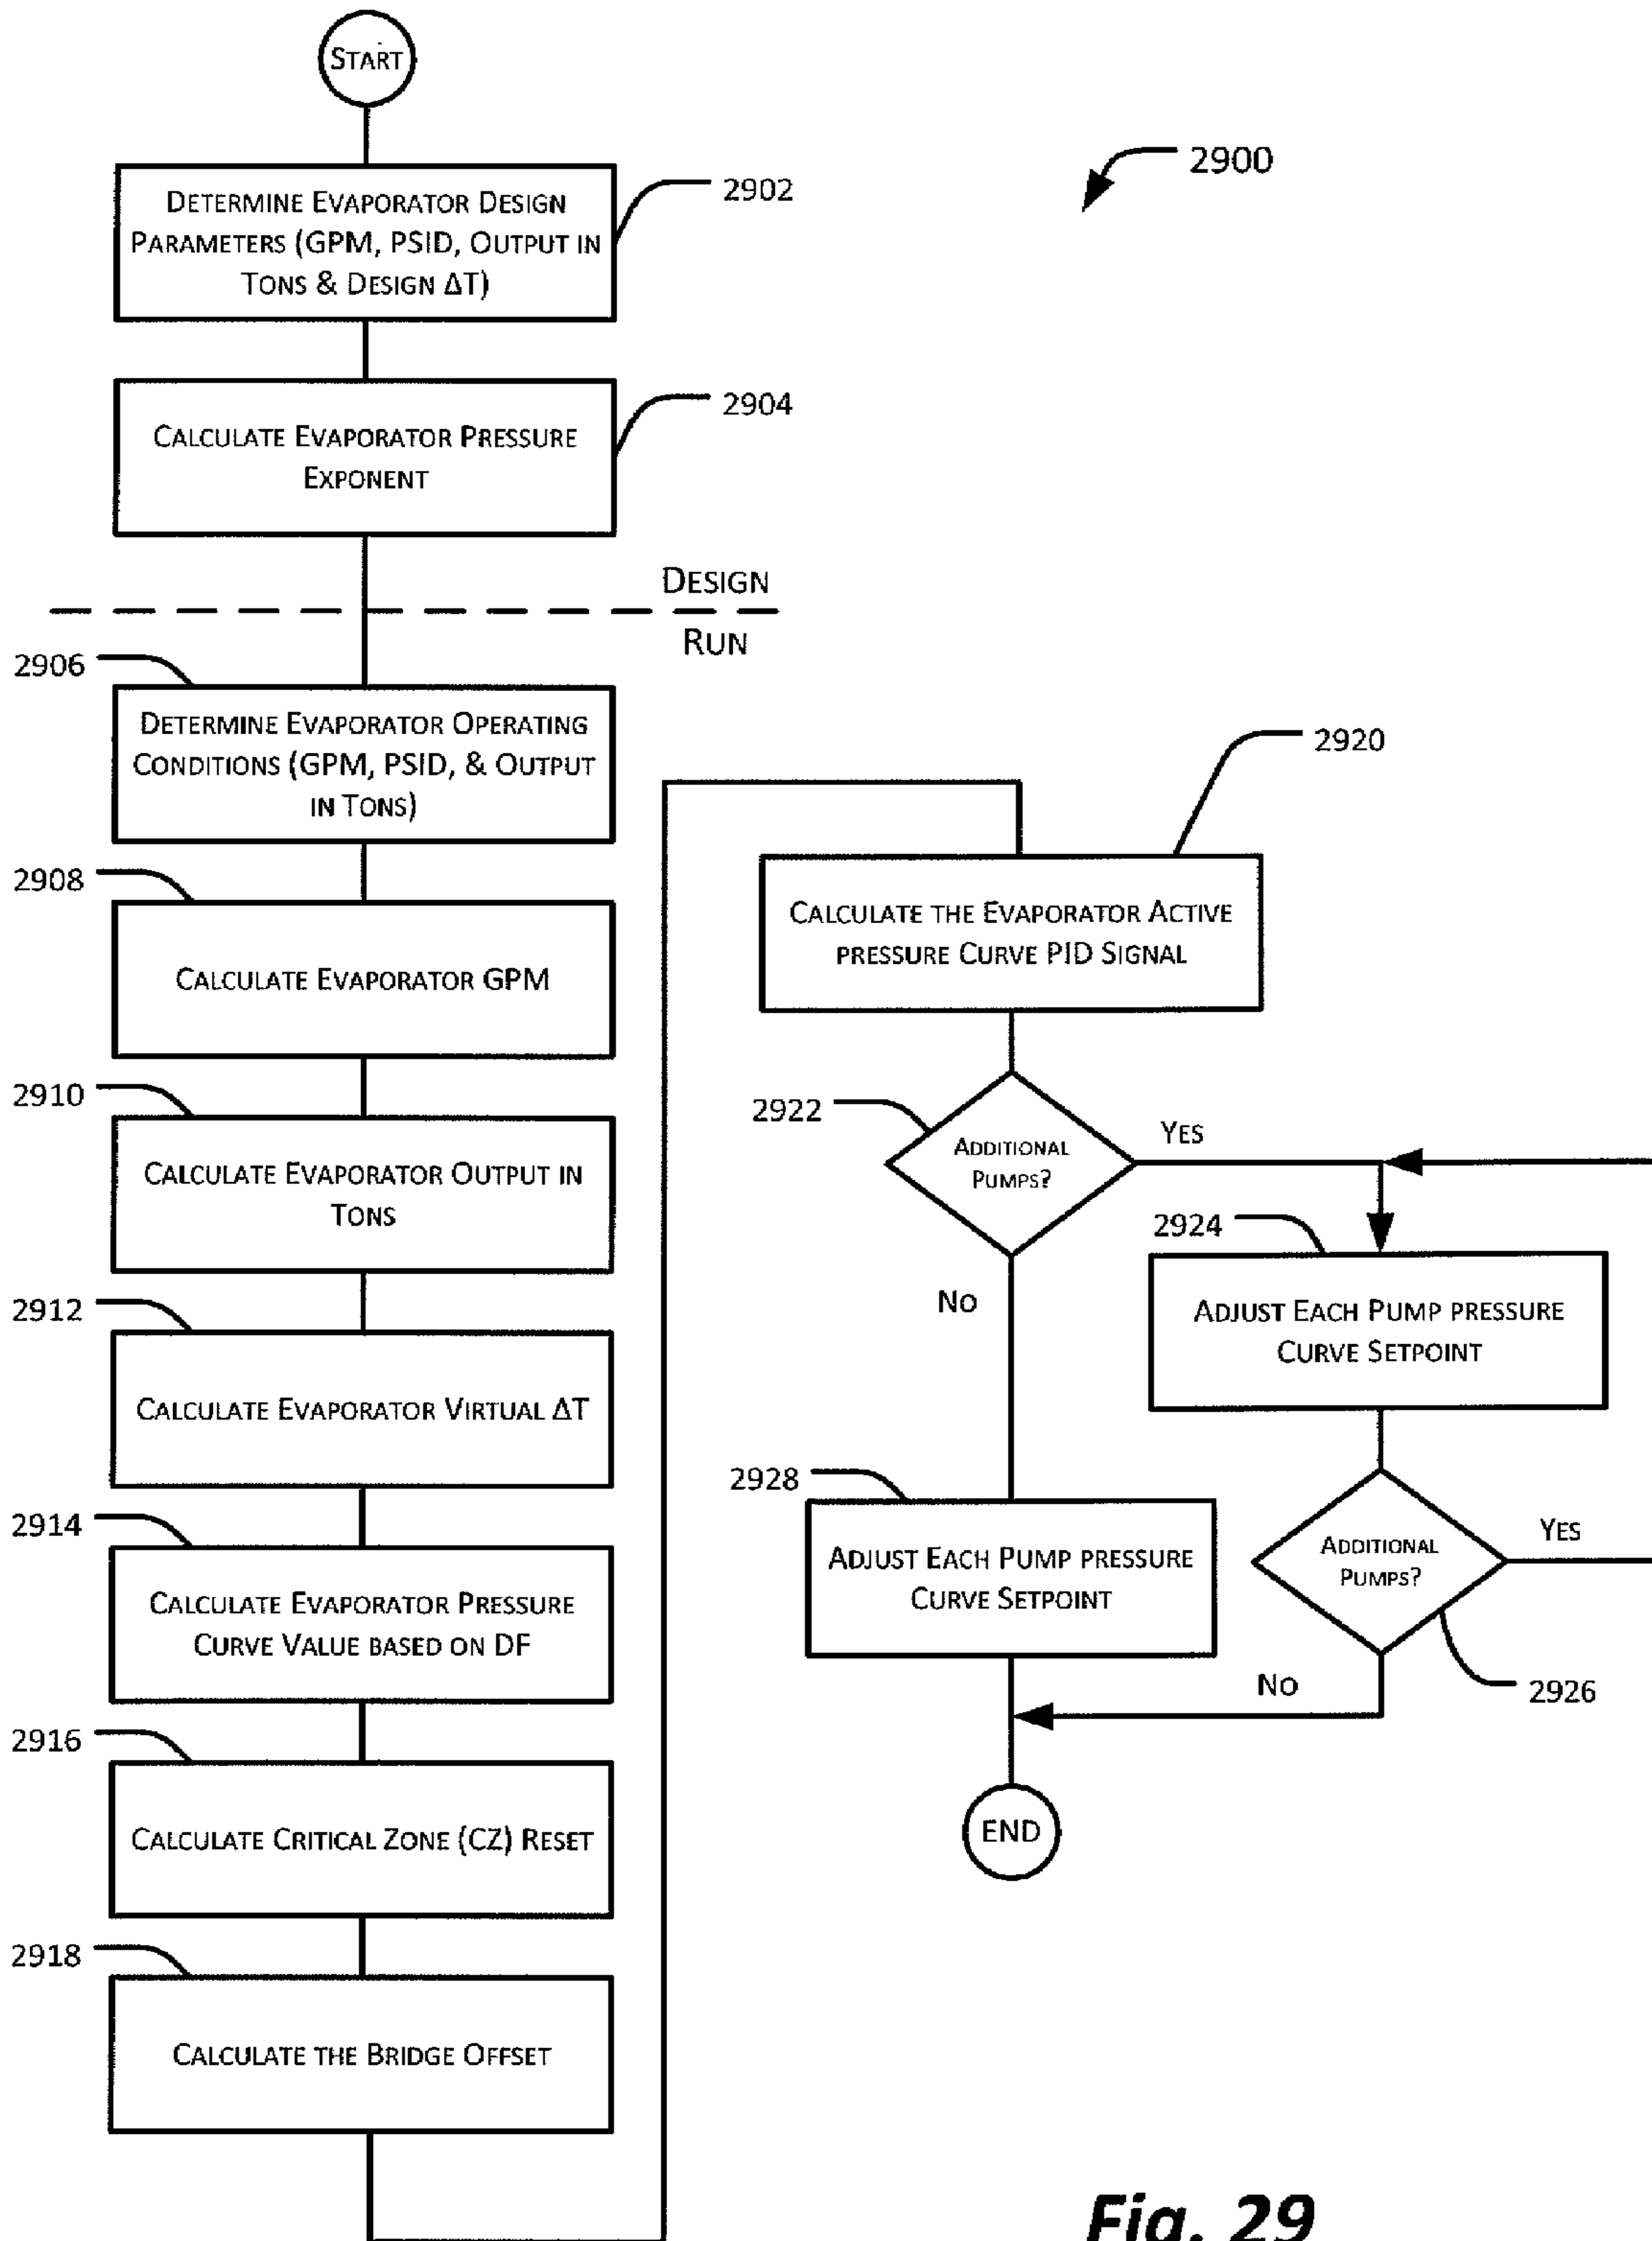 START
2900
2902
DETERMINE EVAPORATOR DESIGN
PARAMETERS (GPM, PSID, OUTPUT IN
TONS & DESIGN ΔT)
2904
CALCULATE EVAPORATOR PRESSURE
EXPONENT
DESIGN
RUN
2906
DETERMINE EVAPORATOR OPERATING
CONDITIONS (GPM, PSID, & OUTPUT
IN TONS)
2908
CALCULATE EVAPORATOR GPM
2910
CALCULATE EVAPORATOR OUTPUT IN
TONS
2912
CALCULATE EVAPORATOR VIRTUAL ΔT
2914
CALCULATE EVAPORATOR PRESSURE
CURVE VALUE BASED ON DF
2916
CALCULATE CRITICAL ZONE (CZ) RESET
2918
CALCULATE THE BRIDGE OFFSET
2920
CALCULATE THE EVAPORATOR ACTIVE
PRESSURE CURVE PID SIGNAL
2922
ADDITIONAL
PUMPS?
YES
NO
2924
ADJUST EACH PUMP PRESSURE
CURVE SETPOINT
2928
ADJUST EACH PUMP PRESSURE
CURVE SETPOINT
ADDITIONAL
PUMPS?
YES
2926
NO
END
Fig. 29